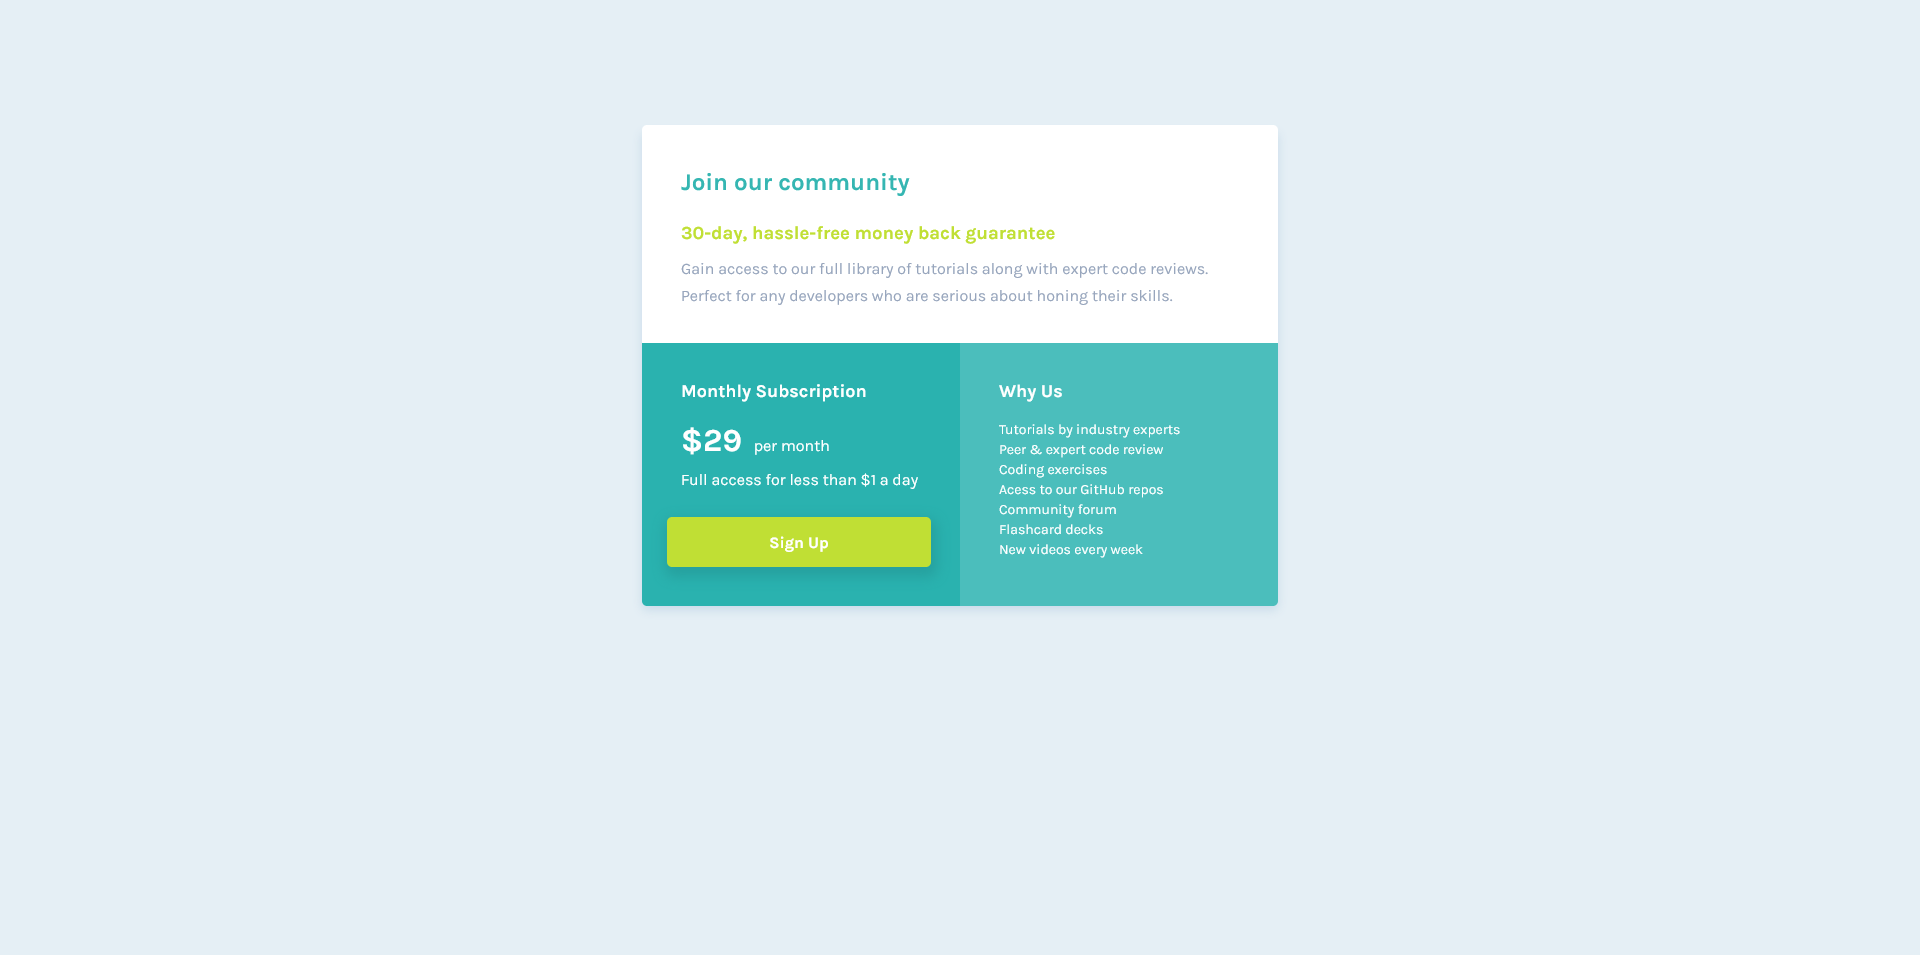 Join our community
30-day, hassle-free money back guarantee
Gain access to our full library of tutorials along with expert code reviews.
Perfect for any developers who are serious about honing their skills.
Monthly Subscription
$29 per month
Full access for less than $1 a day
Sign Up
Why Us
Tutorials by industry experts
Peer & expert code review
Coding exercises
Acess to our GitHub repos
Community forum
Flashcard decks
New videos every week